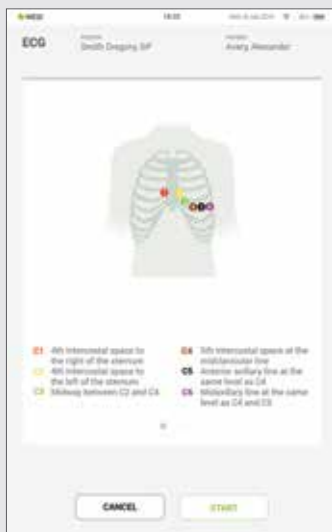 18:20
ECG
Smith Gregory, DP
Avery Alexander
C1 4th intercostal space to
the right of the sternum
C2 4th intercostal space to
the left of the sternum
C3 Midway between C2 and C4
C4 5th intercostal space at the
midclavicular line
C5 Anterior axillary line at the
same level as C4
C6 Midaxillary line at the same
level as C4 and C5
CANCEL
START